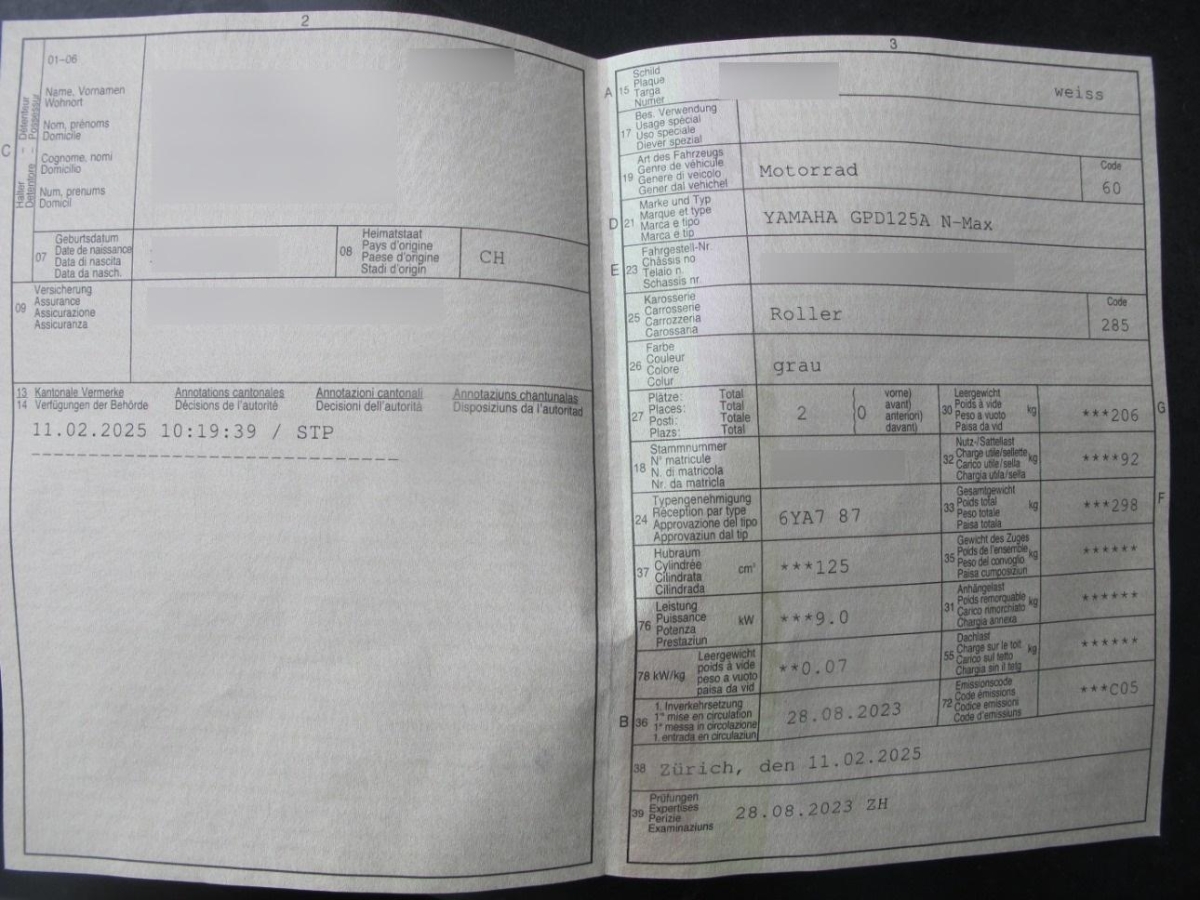 2
01-06
C
Halter - Détenteur
Detentore - Possessur
Name, Vornamen
Wohnort
Nom, prénoms
Domicile
Cognome, nomi
Domicilio
Num, prenums
Domicil
07
Geburtsdatum
Date de naissance
Data di nascita
Data da nasch.
08
Heimatstaat
Pays d'origine
Paese d'origine
Stadi d'origin
CH
09
Versicherung
Assurance
Assicurazione
Assicuranza
13 Kantonale Vermerke Annotations cantonales Annotazioni cantonali Annotaziuns chantunalas
14 Verfügungen der Behörde Décisions de l'autorité Decisioni dell'autorità Disposiziuns da l'autoritad
11.02.2025 10:19:39 / STP
3
A 15
Schild
Plaque
Targa
Numer
weiss
17
Bes. Verwendung
Usage spécial
Uso speciale
Diever spezial
19
Art des Fahrzeugs
Genre de véhicule
Genere di veicolo
Gener dal vehichel
Motorrad
Code
60
D 21
Marke und Typ
Marque et type
Marca e tipo
Marca e tip
YAMAHA GPD125A N-Max
E 23
Fahrgestell-Nr.
Châssis no
Telaio n.
Schassis nr.
25
Karosserie
Carrosserie
Carrozzeria
Carossaria
Roller
Code
285
26
Farbe
Couleur
Colore
Colur
grau
27
Plätze: Total
Places: Total
Posti: Totale
Plazs: Total
2
(0
vorne)
avant)
anteriori)
davant)
30
Leergewicht
Poids à vide
Peso a vuoto
Paisa da vid
kg
***206
G
18
Stammnummer
N° matricule
N. di matricola
Nr. da matricla
32
Nutz-/Sattellast
Charge utile/sellette
Carico utile/sella
Chargia utila/sella
kg
****92
24
Typengenehmigung
Réception par type
Approvazione del tipo
Approvaziun dal tip
6YA7 87
33
Gesamtgewicht
Poids total
Peso totale
Paisa totala
kg
***298
F
37
Hubraum
Cylindrée
Cilindrata
Cilindrada
cm³
***125
35
Gewicht des Zuges
Poids de l'ensemble
Peso del convoglio
Paisa cumposiziun
kg
******
76
Leistung
Puissance
Potenza
Prestaziun
kW
***9.0
31
Anhängelast
Poids remorquable
Carico rimorchiato
Chargia annexa
kg
******
78 kW/kg
Leergewicht
poids à vide
peso a vuoto
paisa da vid
**0.07
55
Dachlast
Charge sur le toit
Carico sul tetto
Chargia sin il tetg
kg
******
B 36
1. Inverkehrsetzung
1re mise en circulation
1a messa in circolazione
1. entrada en circulaziun
28.08.2023
72
Emissionscode
Code émissions
Codice emissioni
Code d'emissiuns
***C05
38
Zürich, den 11.02.2025
39
Prüfungen
Expertises
Perizie
Examinaziuns
28.08.2023 ZH